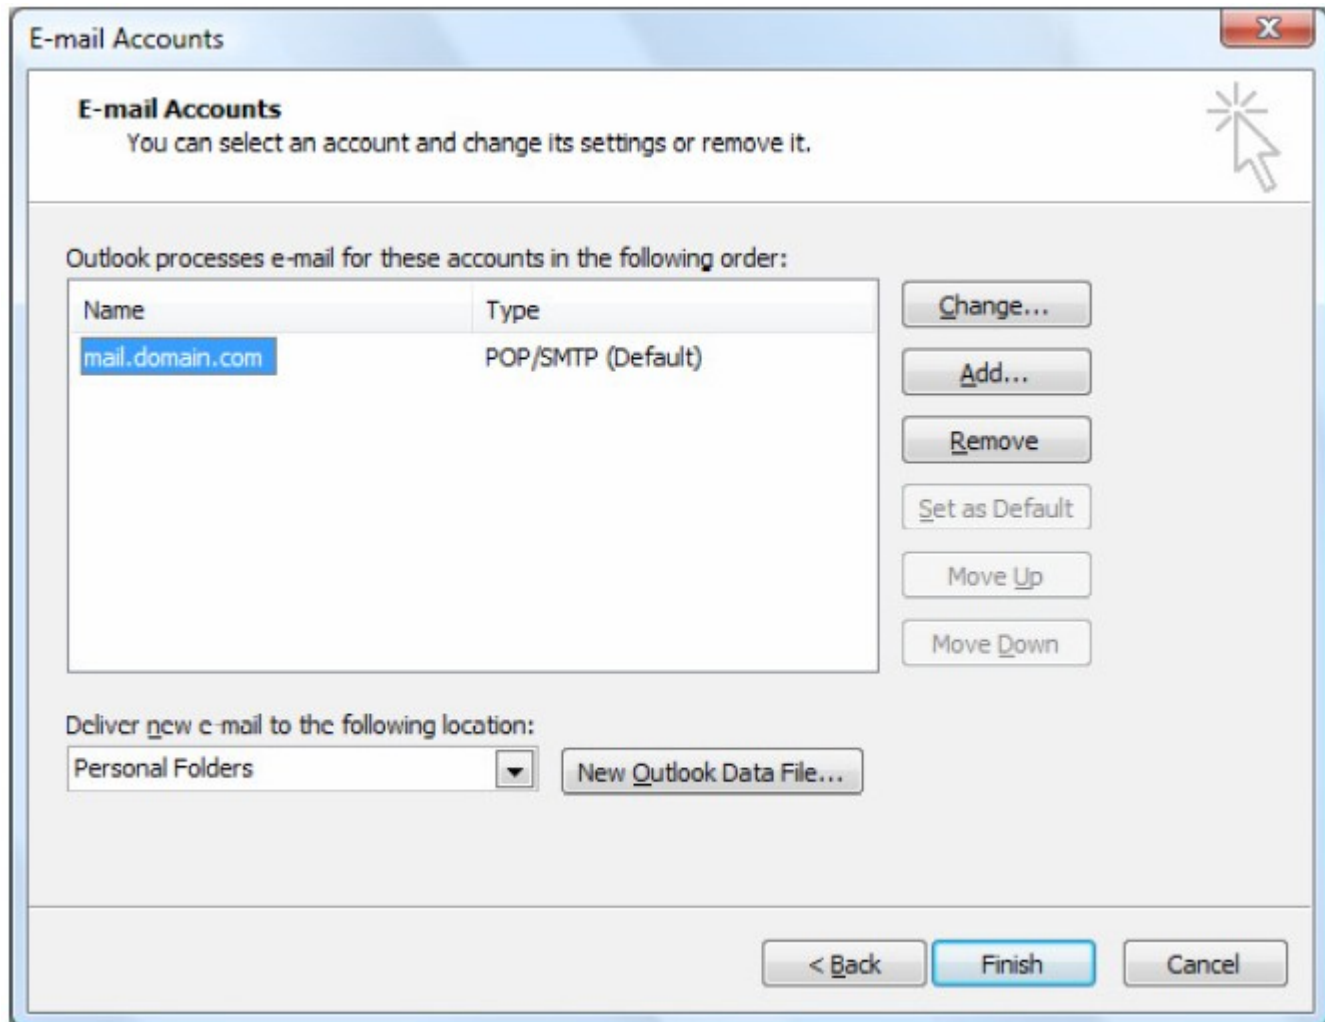 E-mail Accounts
E-mail Accounts
You can select an account and change its settings or remove it.
Outlook processes e-mail for these accounts in the following order:
Name Type
mail.domain.com POP/SMTP (Default)
Change...
Add...
Remove
Set as Default
Move Up
Move Down
Deliver new e-mail to the following location:
Personal Folders
New Outlook Data File...
< Back Finish Cancel